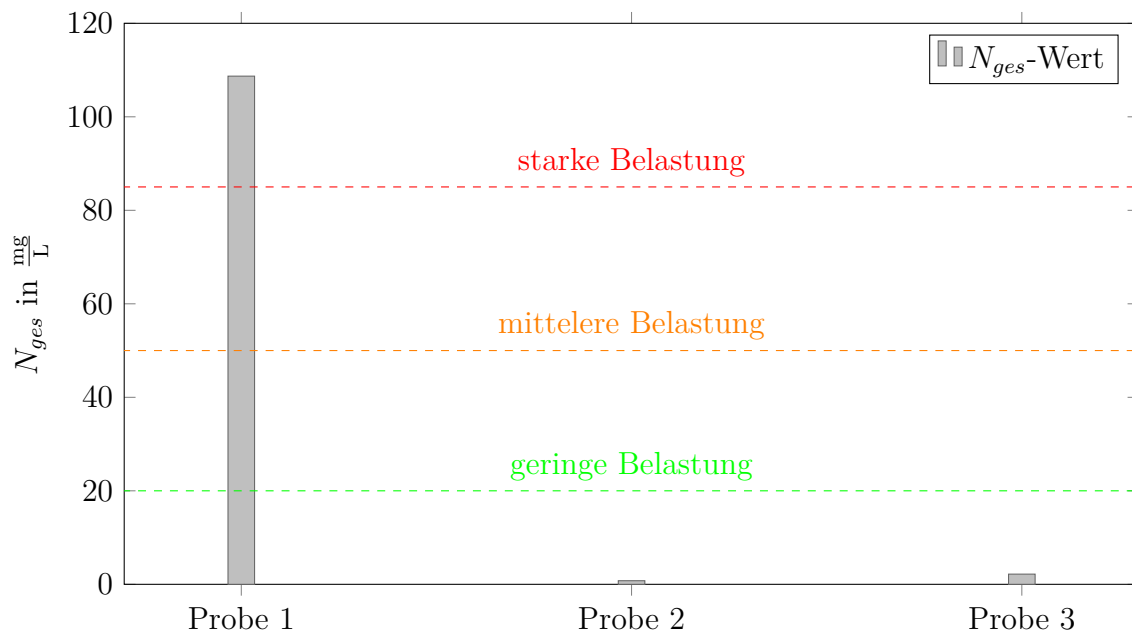 120
100
80
60
40
20
0
N_ges in mg/L
N_ges-Wert
starke Belastung
mittelere Belastung
geringe Belastung
Probe 1
Probe 2
Probe 3